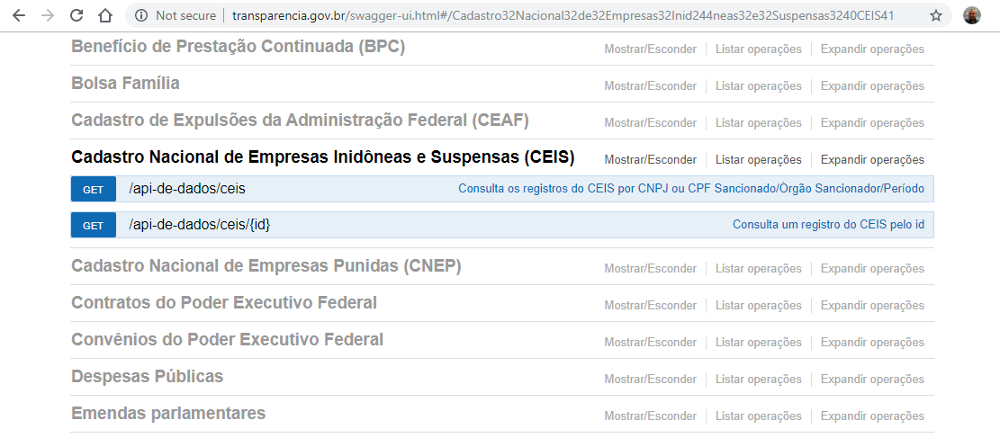 Not secure | transparencia.gov.br/swagger-ui.html#/Cadastro32Nacional32de32Empresas32Inid244neas32e32Suspensas3240CEIS41
Benefício de Prestação Continuada (BPC) Mostrar/Esconder Listar operações Expandir operações
Bolsa Família Mostrar/Esconder Listar operações Expandir operações
Cadastro de Expulsões da Administração Federal (CEAF) Mostrar/Esconder Listar operações Expandir operações
Cadastro Nacional de Empresas Inidôneas e Suspensas (CEIS) Mostrar/Esconder Listar operações Expandir operações
GET /api-de-dados/ceis Consulta os registros do CEIS por CNPJ ou CPF Sancionado/Órgão Sancionador/Período
GET /api-de-dados/ceis/{id} Consulta um registro do CEIS pelo id
Cadastro Nacional de Empresas Punidas (CNEP) Mostrar/Esconder Listar operações Expandir operações
Contratos do Poder Executivo Federal Mostrar/Esconder Listar operações Expandir operações
Convênios do Poder Executivo Federal Mostrar/Esconder Listar operações Expandir operações
Despesas Públicas Mostrar/Esconder Listar operações Expandir operações
Emendas parlamentares Mostrar/Esconder Listar operações Expandir operações